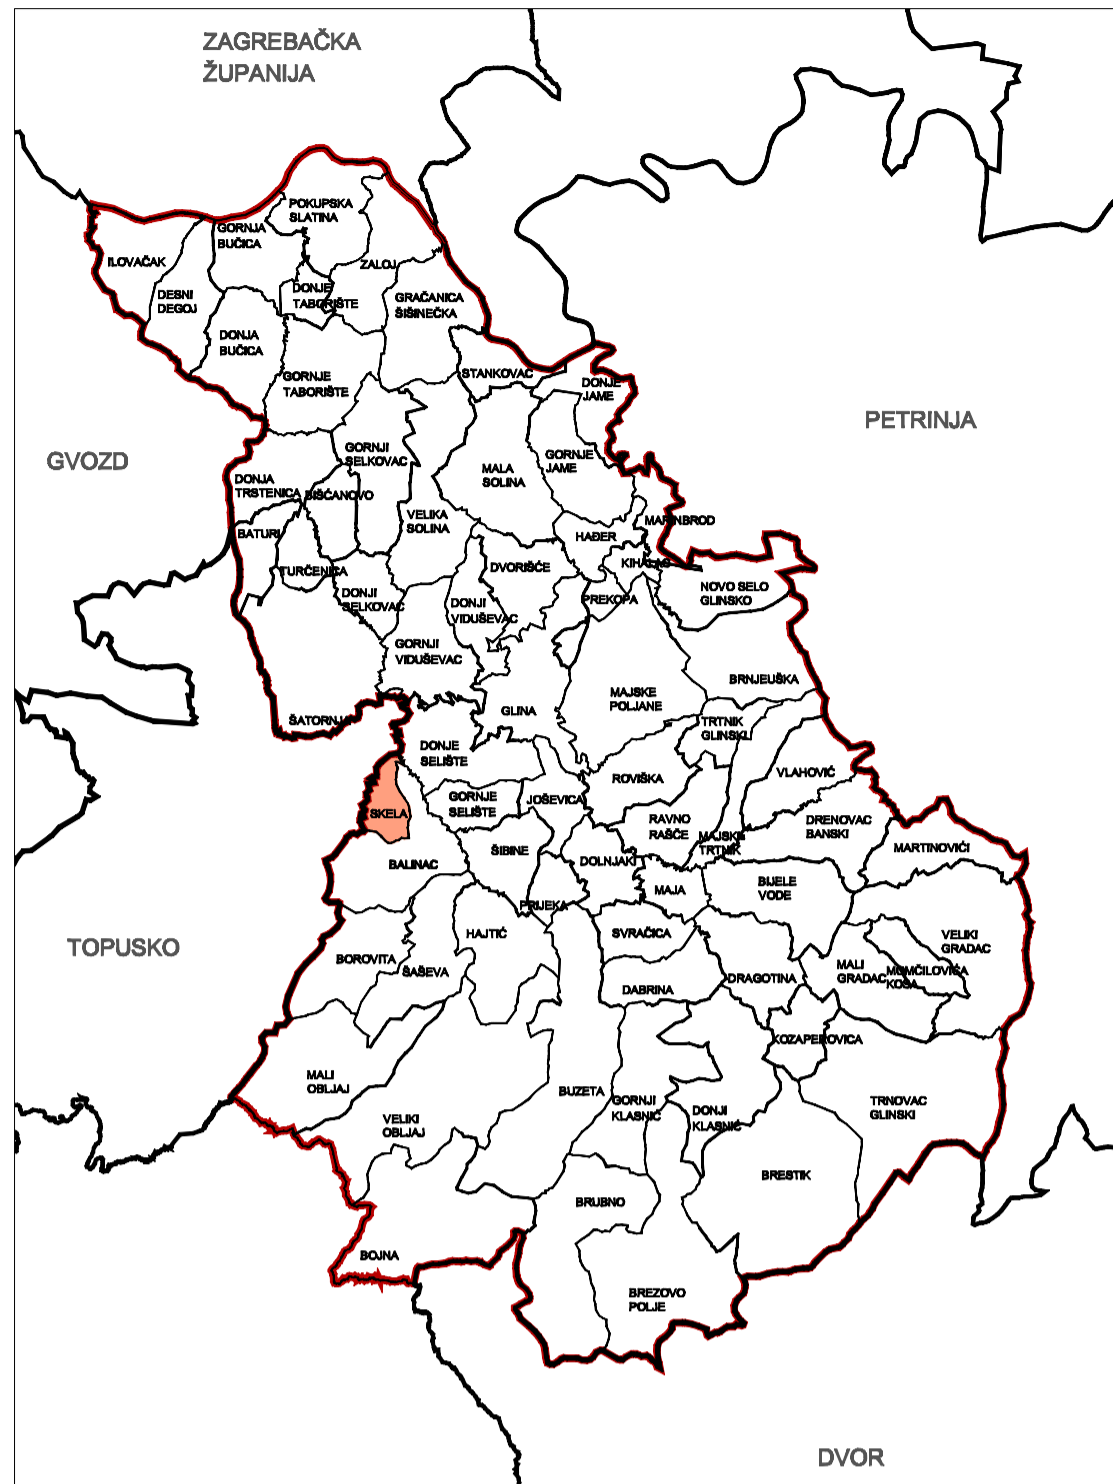 ZAGREBAČKA
ŽUPANIJA
POKUPSKA
SLATINA
GORNJA
BUČICA
ILOVAČAK
ZALOJ
DESNI
DEGOJ
DONJE
TABORIŠTE
GRAČANICA
ŠIŠINEČKA
DONJA
BUČICA
STANKOVAC
GORNJE
TABORIŠTE
DONJE
JAME
PETRINJA
GVOZD
GORNJI
SELKOVAC
GORNJE
JAME
MALA
SOLINA
DONJA
TRSTENICA
BIŠĆANOVO
VELIKA
SOLINA
MARINBROD
BATURI
HAĐER
KIHALAC
TURČENICA
DVORIŠĆE
NOVO SELO
GLINSKO
DONJI
SELKOVAC
DONJI
VIDUŠEVAC
PREKOPA
GORNJI
VIDUŠEVAC
BRNJEUŠKA
MAJSKE
POLJANE
GLINA
ŠATORNJA
TRTNIK
GLINSKI
DONJE
SELIŠTE
ROVIŠKA
VLAHOVIĆ
GORNJE
SELIŠTE
JOŠEVICA
SKELA
RAVNO
RAŠČE
DRENOVAC
BANSKI
MAJSKI
TRTNIK
MARTINOVIĆI
ŠIBINE
BALINAC
DOLNJAKI
MAJA
BIJELE
VODE
PRIJEKA
TOPUSKO
HAJTIĆ
SVRAČICA
VELIKI
GRADAC
BOROVITA
ŠAŠEVA
MALI
GRADAC
MOMČILOVIĆA
KOSA
DRAGOTINA
DABRINA
KOZAPEROVICA
MALI
OBLJAJ
BUZETA
GORNJI
KLASNIĆ
DONJI
KLASNIĆ
TRNOVAC
GLINSKI
VELIKI
OBLJAJ
BRESTIK
BRUBNO
BOJNA
BREZOVO
POLJE
DVOR